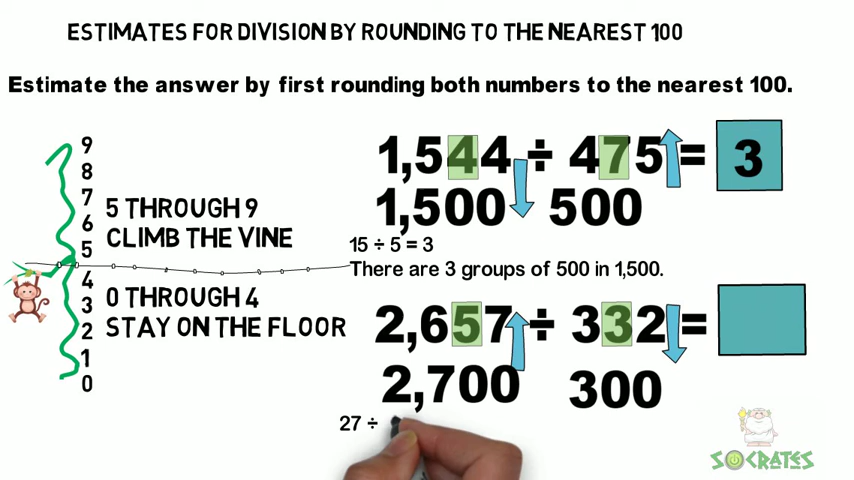 ESTIMATES FOR DIVISION BY ROUNDING TO THE NEAREST 100
Estimate the answer by first rounding both numbers to the nearest 100.
9
8
7
6
5
4
3
2
1
0
5 THROUGH 9
CLIMB THE VINE
0 THROUGH 4
STAY ON THE FLOOR
1,544 ÷ 475 = 3
1,500 500
15 ÷ 5 = 3
There are 3 groups of 500 in 1,500.
2,657 ÷ 332 =
2,700 300
27 ÷
SOCRATES